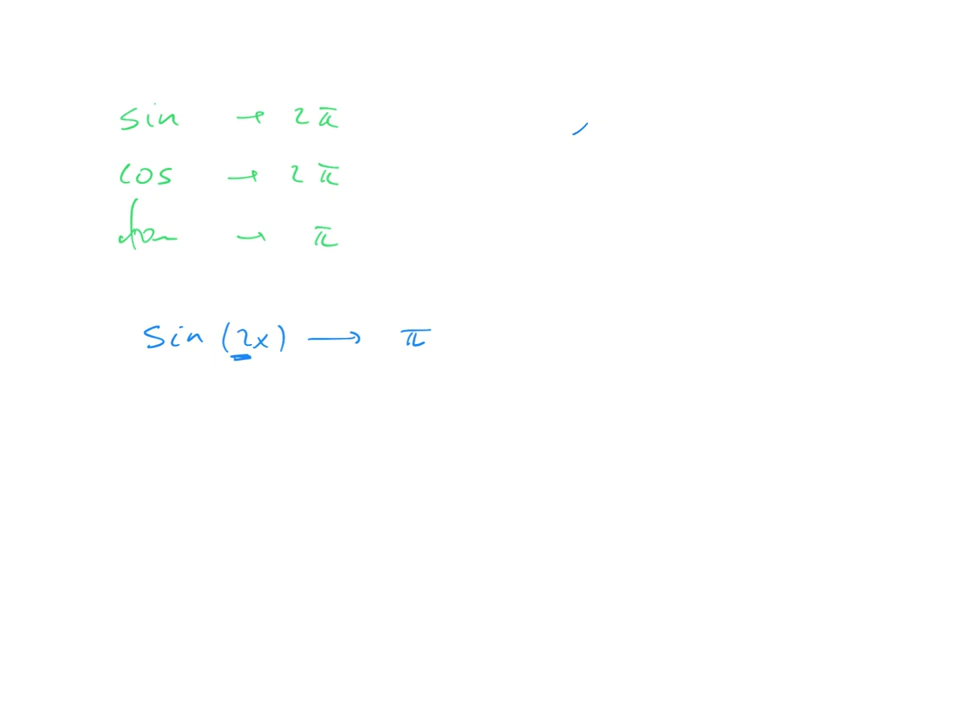 sin → 2π
cos → 2π
tan → π
sin (2x) → π